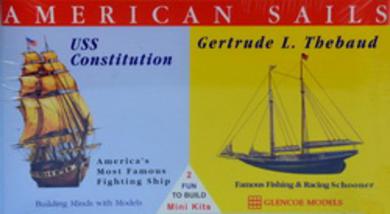 AMERICAN SAILS
USS
Constitution
America's
Most Famous
Fighting Ship
Building Minds with Models
Gertrude L. Thebaud
Famous Fishing & Racing Schooner
GLENCOE MODELS
2
FUN
TO BUILD
Mini Kits